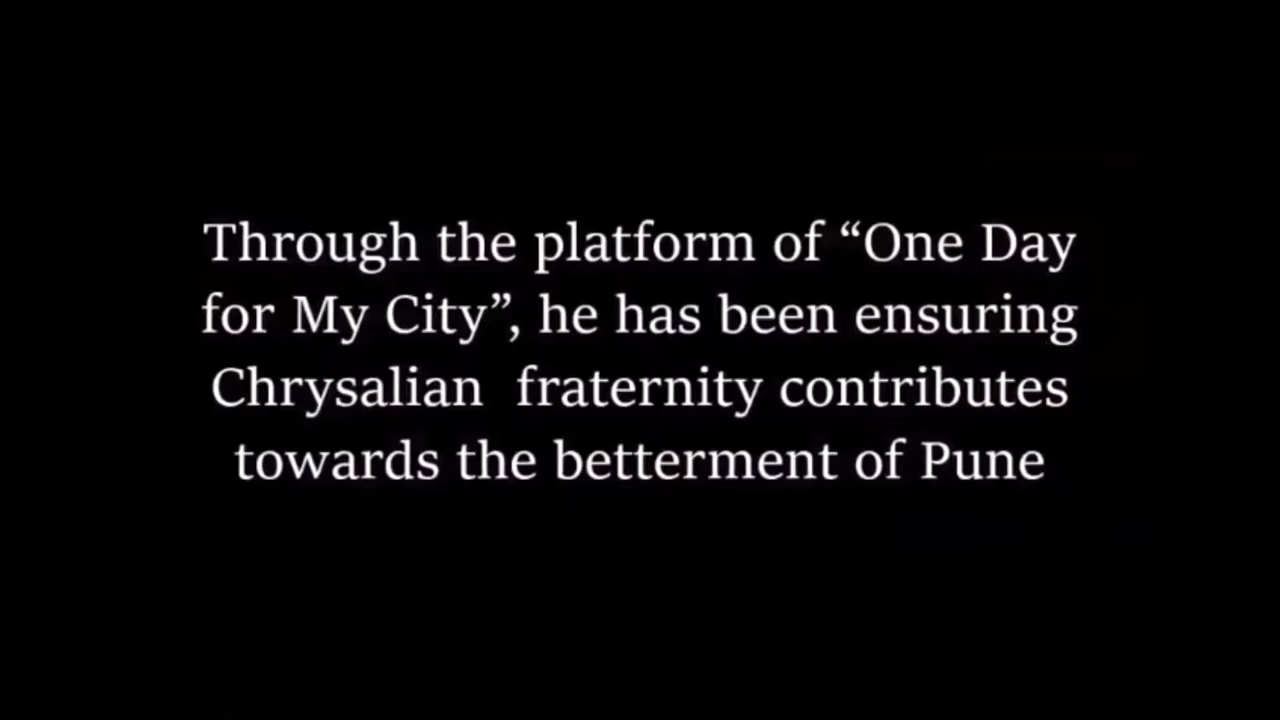 Through the platform of “One Day
for My City”, he has been ensuring
Chrysalian  fraternity contributes
towards the betterment of Pune